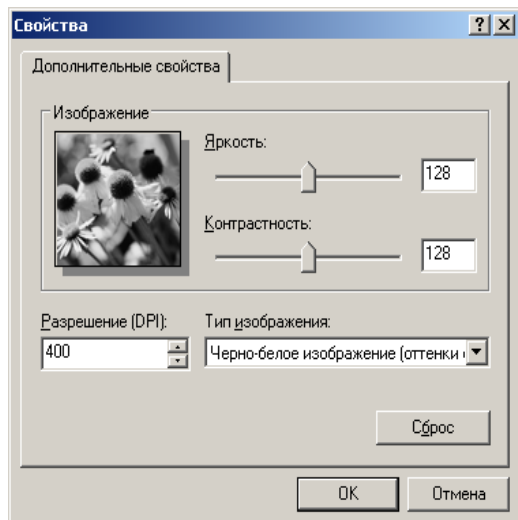 Свойства
Дополнительные свойства
Изображение
Яркость:
128
Контрастность:
128
Разрешение (DPI):
Тип изображения:
400
Черно-белое изображение (оттенки
Сброс
OK
Отмена